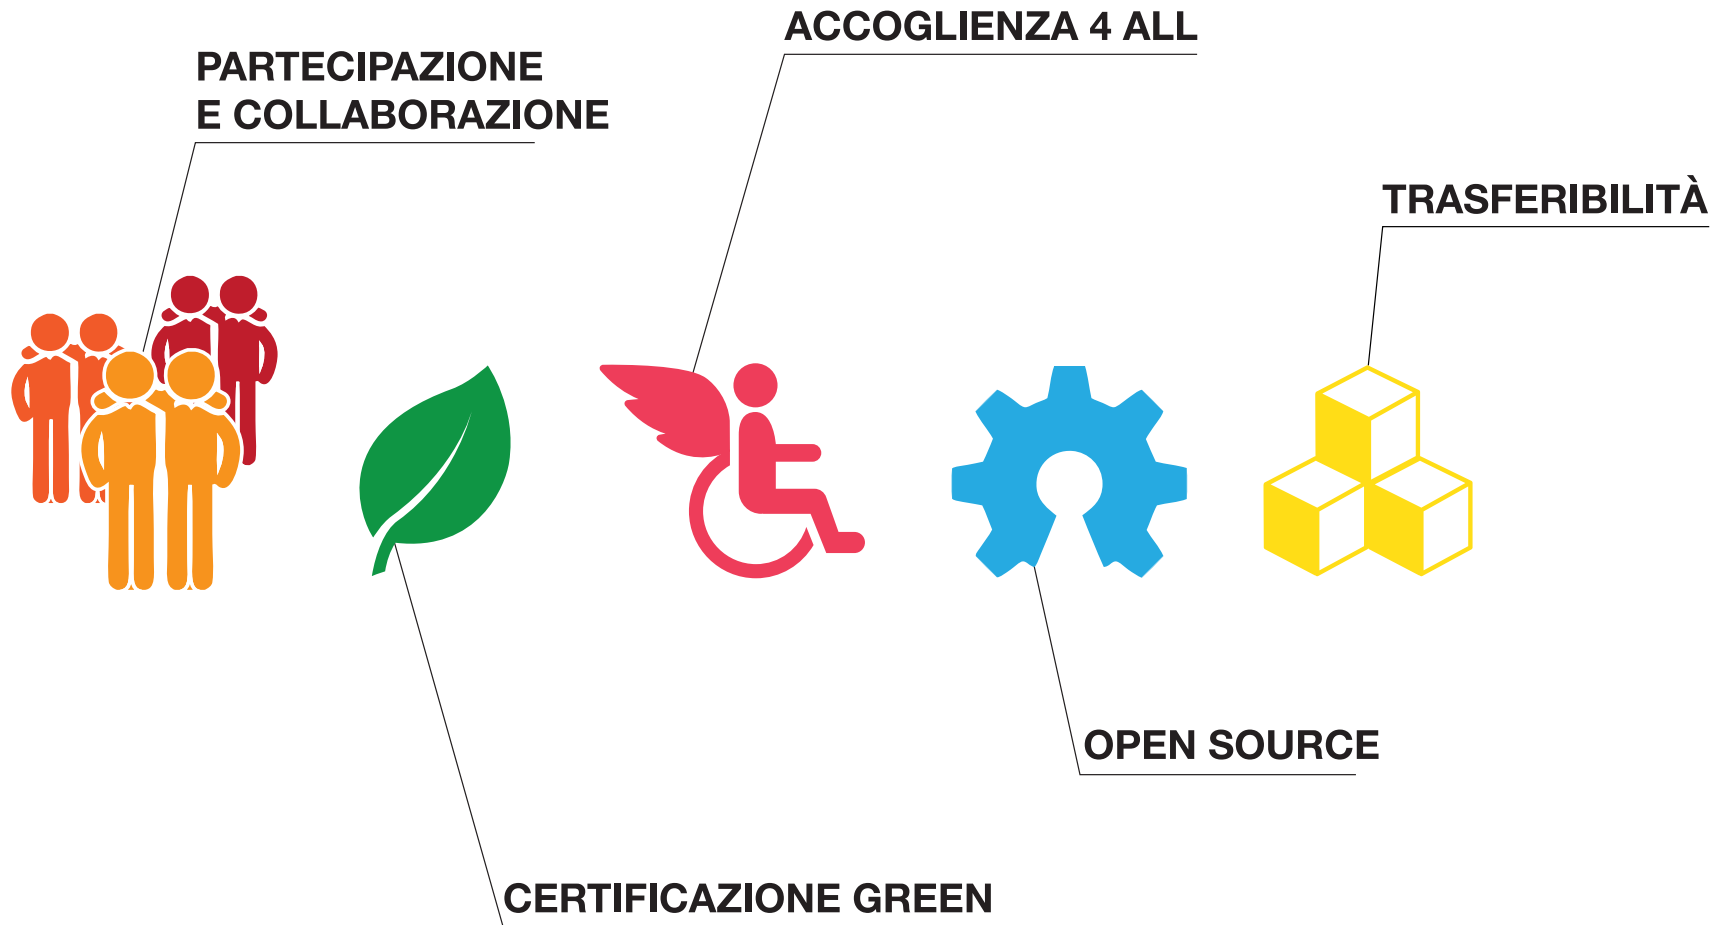 ACCOGLIENZA 4 ALL
PARTECIPAZIONE
E COLLABORAZIONE
TRASFERIBILITÀ
OPEN SOURCE
CERTIFICAZIONE GREEN